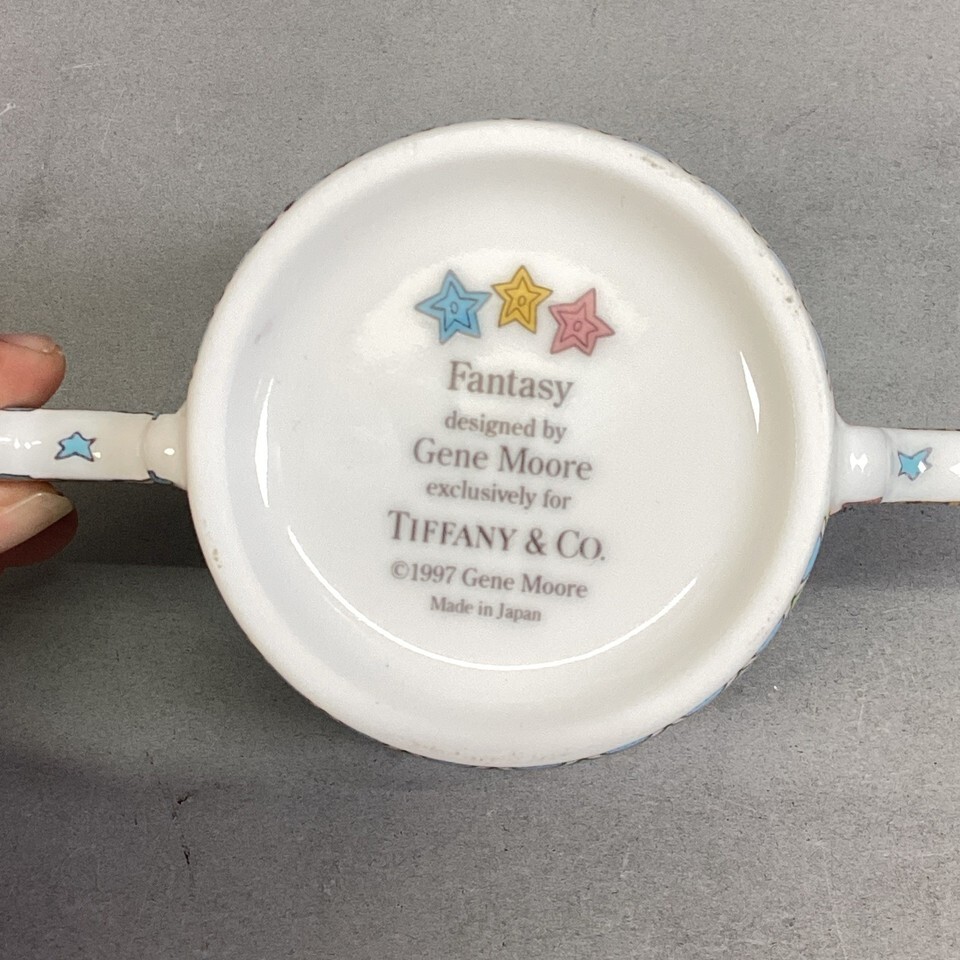 Fantasy
designed by
Gene Moore
exclusively for
TIFFANY & CO.
©1997 Gene Moore
Made in Japan